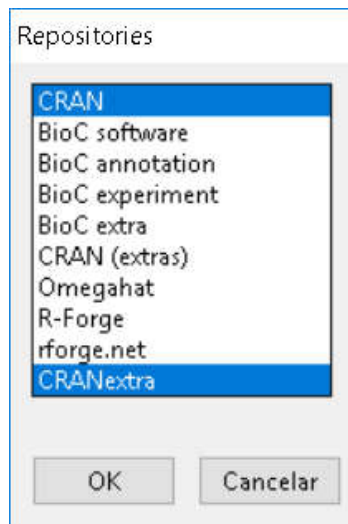 Repositories
CRAN
BioC software
BioC annotation
BioC experiment
BioC extra
CRAN (extras)
Omegahat
R-Forge
rforge.net
CRANextra
OK Cancelar